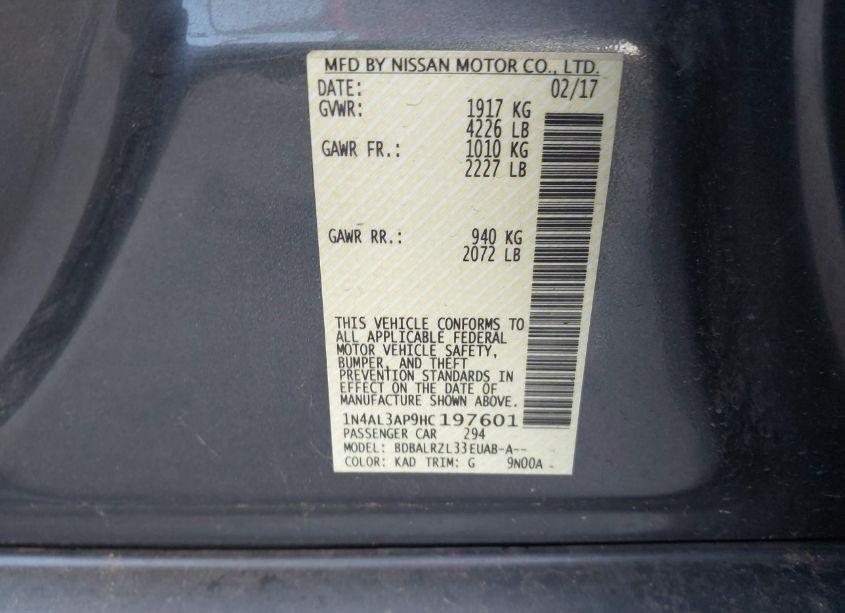 MFD BY NISSAN MOTOR CO., LTD.
DATE: 02/17
GVWR: 1917 KG
4226 LB
GAWR FR.: 1010 KG
2227 LB
GAWR RR.: 940 KG
2072 LB
THIS VEHICLE CONFORMS TO
ALL APPLICABLE FEDERAL
MOTOR VEHICLE SAFETY,
BUMPER, AND THEFT
PREVENTION STANDARDS IN
EFFECT ON THE DATE OF
MANUFACTURE SHOWN ABOVE.
1N4AL3AP9HC197601
PASSENGER CAR 294
MODEL: BDBALRZL33EUAB-A--
COLOR: KAD TRIM: G 9N00A